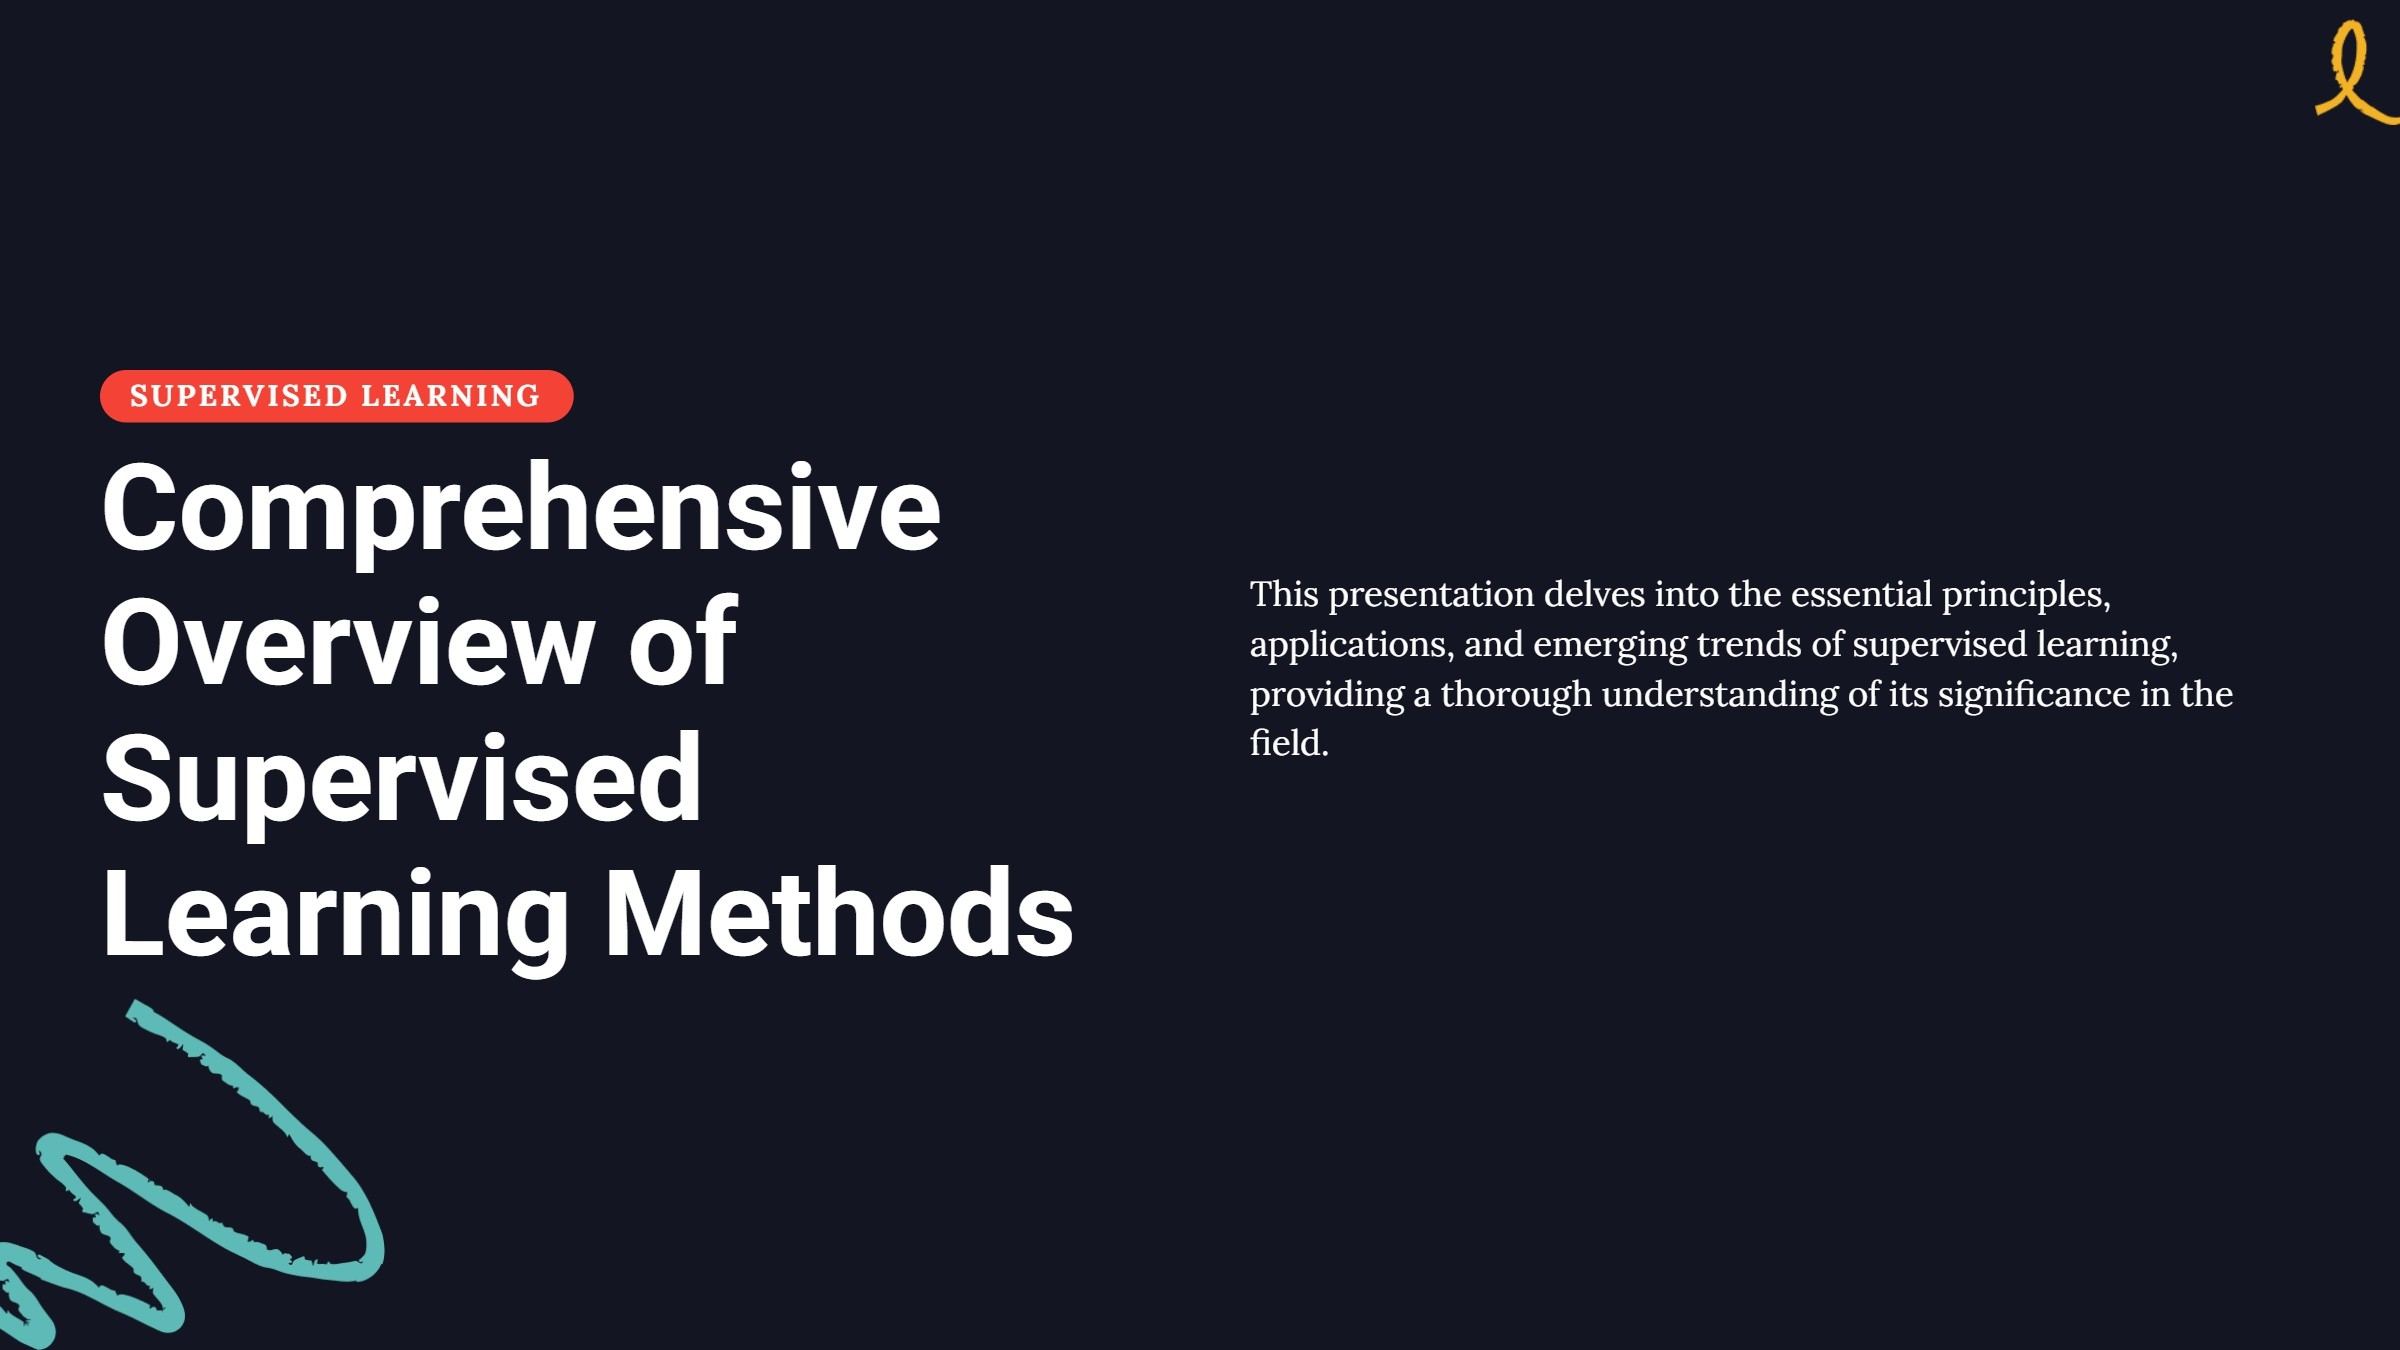 SUPERVISED LEARNING
Comprehensive
Overview of
Supervised
Learning Methods
This presentation delves into the essential principles,
applications, and emerging trends of supervised learning,
providing a thorough understanding of its significance in the
field.